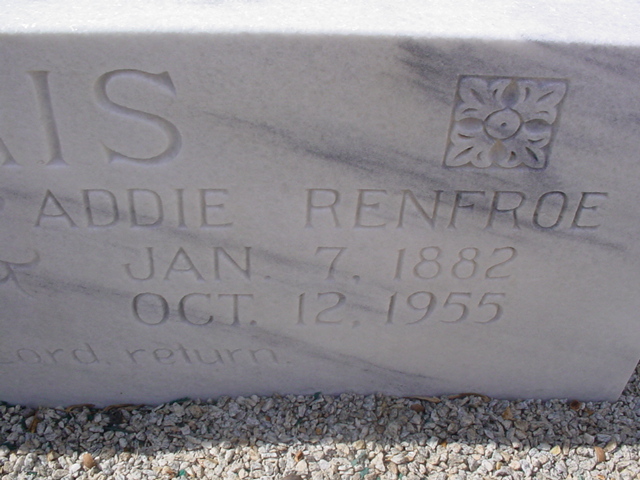 AIS
A ADDIE RENFROE
& JAN. 7, 1882
OCT. 12, 1955
Lord, return.